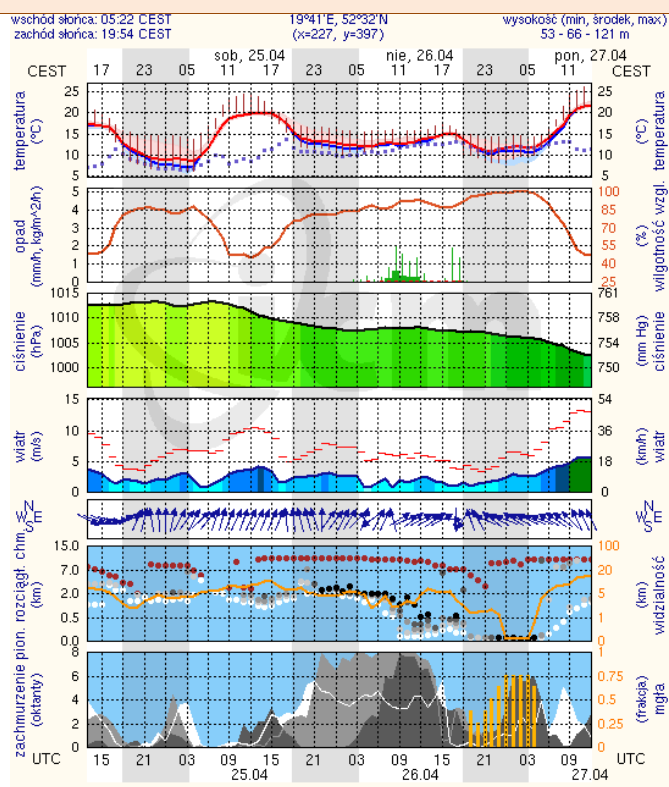 wschód słońca: 05:22 CEST 19°41'E, 52°32'N wysokość (min, środek, max)
zachód słońca: 19:54 CEST (x=227, y=397) 53 - 66 - 121 m
sob, 25.04 nie, 26.04 pon, 27.04
CEST 17 23 05 11 17 23 05 11 17 23 05 11 CEST
temperatura (°C) 25 20 15 10 5 25 20 15 10 5 (°C) temperatura
opad (mm/h, kg/m^2/h) 5 4 3 2 1 0 100 85 70 55 40 25 (%) wilgotność wzgl.
ciśnienie (hPa) 1015 1010 1005 1000 761 758 754 750 (mm Hg) ciśnienie
wiatr (m/s) 15 10 5 0 54 36 18 0 (km/h) wiatr
N W E S N W E S
pion. rozciągł. chm. (km) 15.0 7.0 2.0 0.5 0.0 100 20 5 1 0 (km) widzialność
zachmurzenie (oktanty) 8 6 4 2 0 1 0.75 0.5 0.25 0 (frakcja) mgła
UTC 15 21 03 09 15 21 03 09 15 21 03 09 UTC
25.04 26.04 27.04